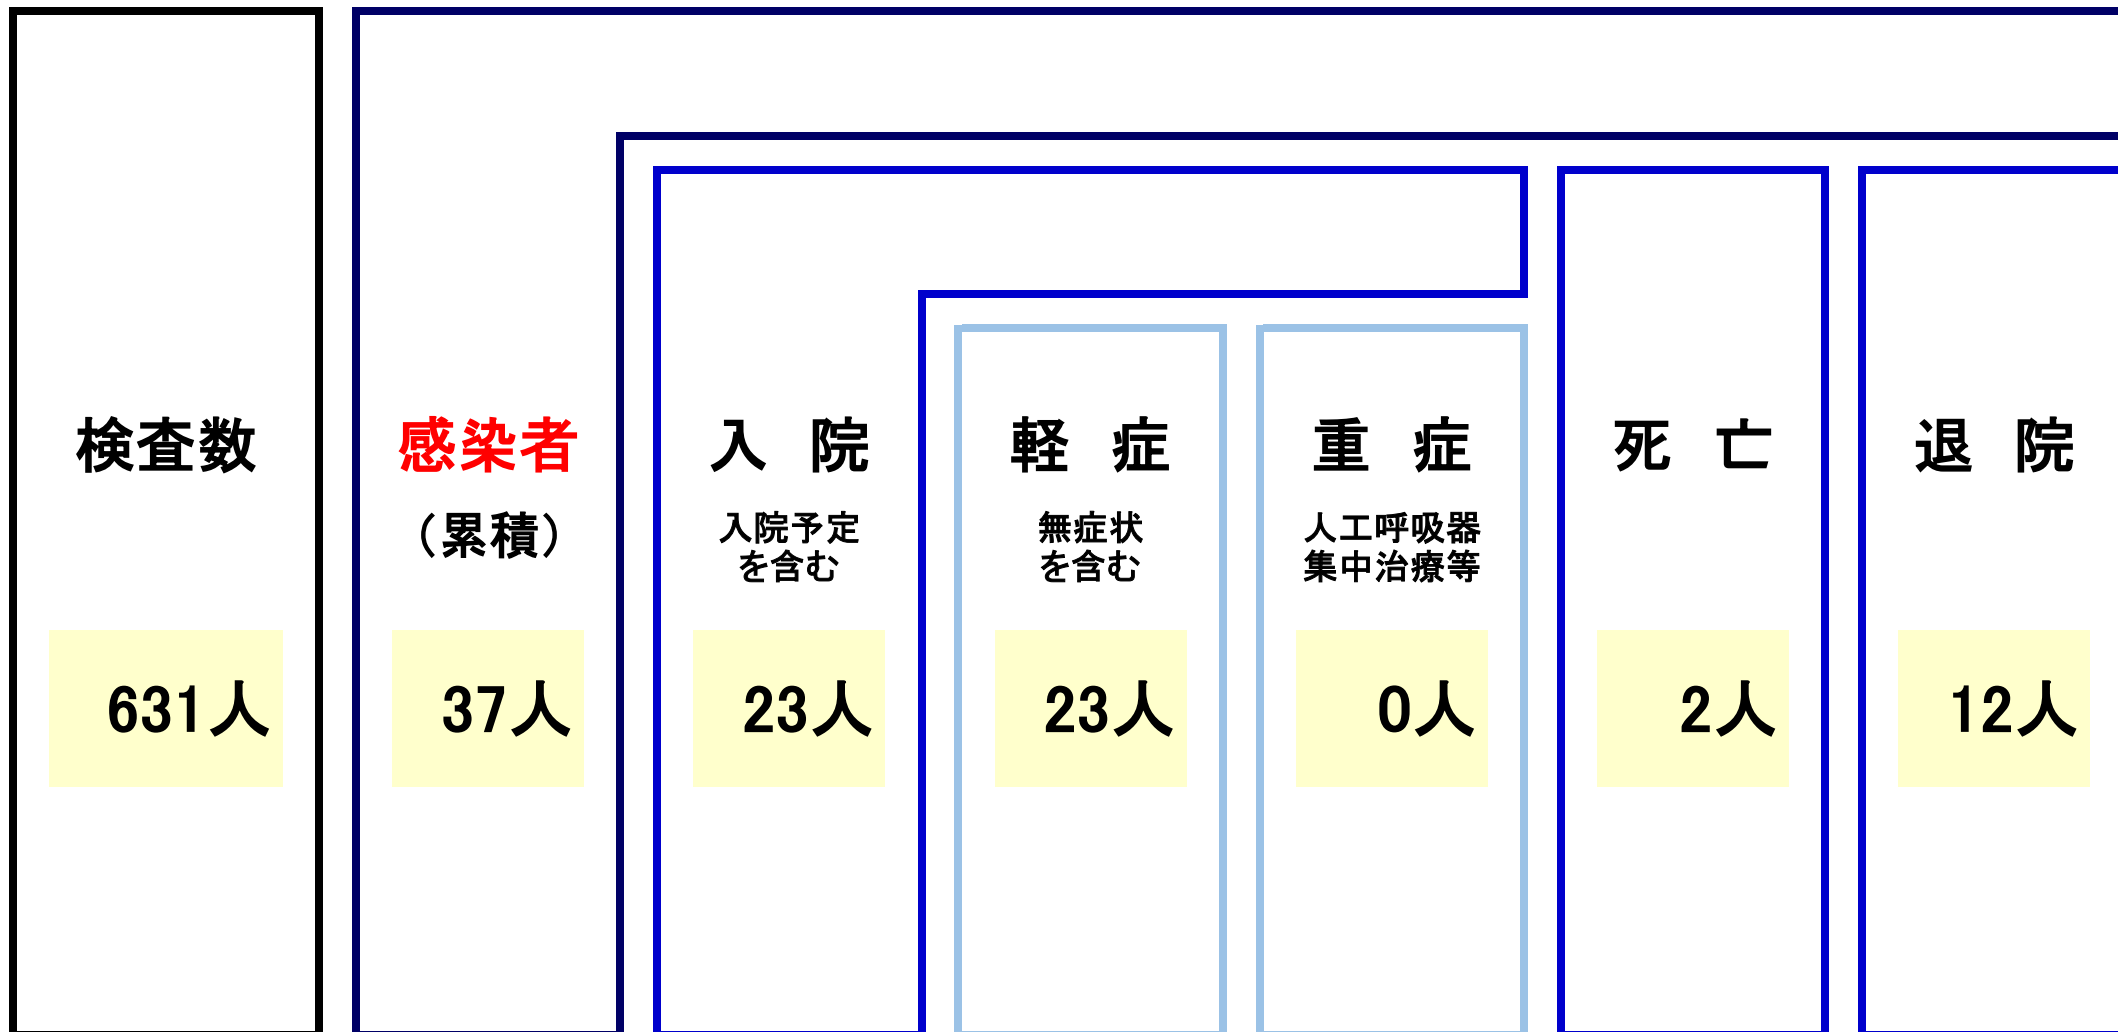 検査数
631人
感染者
（累積）
37人
入 院
入院予定
を含む
23人
軽 症
無症状
を含む
23人
重 症
人工呼吸器
集中治療等
0人
死 亡
2人
退 院
12人